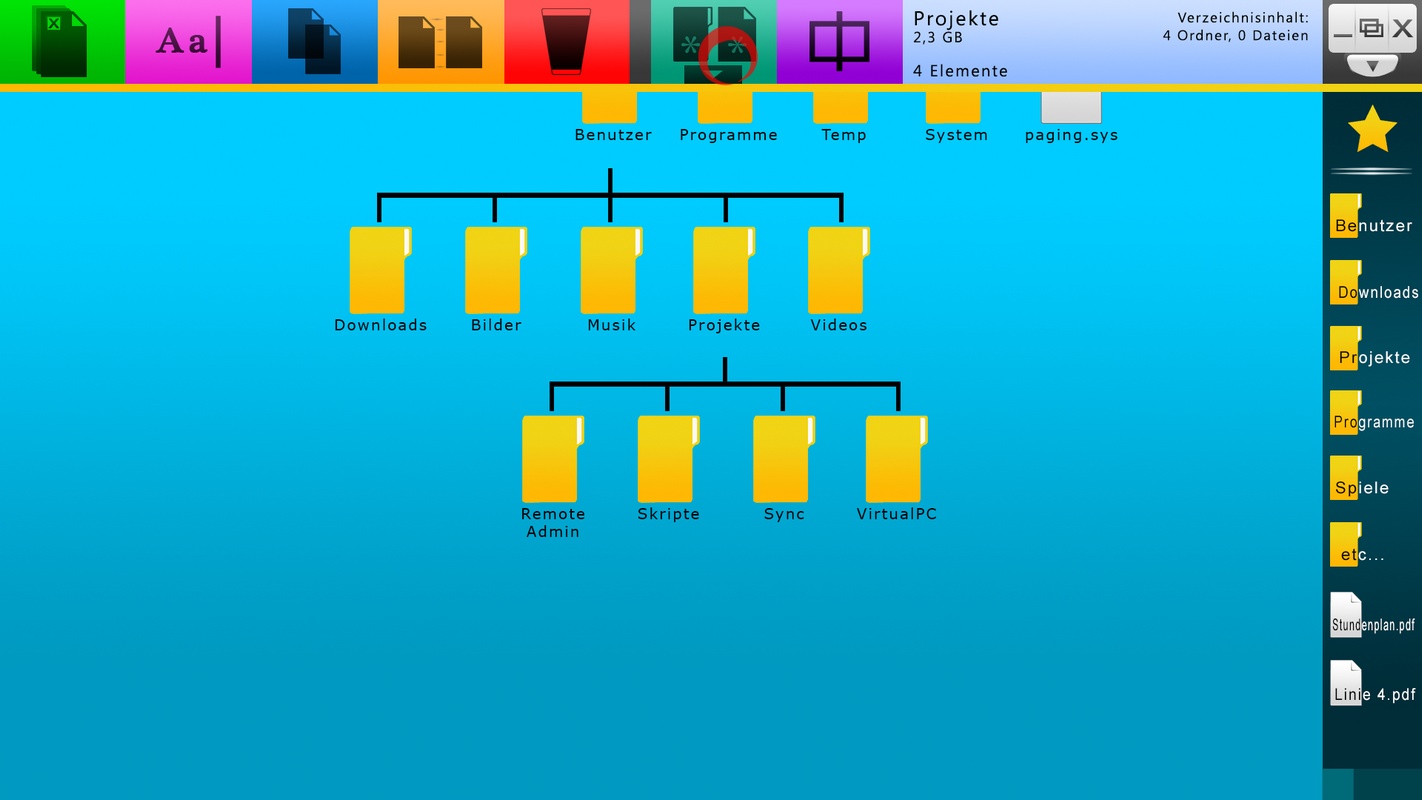 Aa
* *
Projekte
2,3 GB
4 Elemente
Verzeichnisinhalt:
4 Ordner, 0 Dateien
Benutzer
Programme
Temp
System
paging.sys
Downloads
Bilder
Musik
Projekte
Videos
Remote
Admin
Skripte
Sync
VirtualPC
Benutzer
Downloads
Projekte
Programme
Spiele
etc...
Stundenplan.pdf
Linie 4.pdf